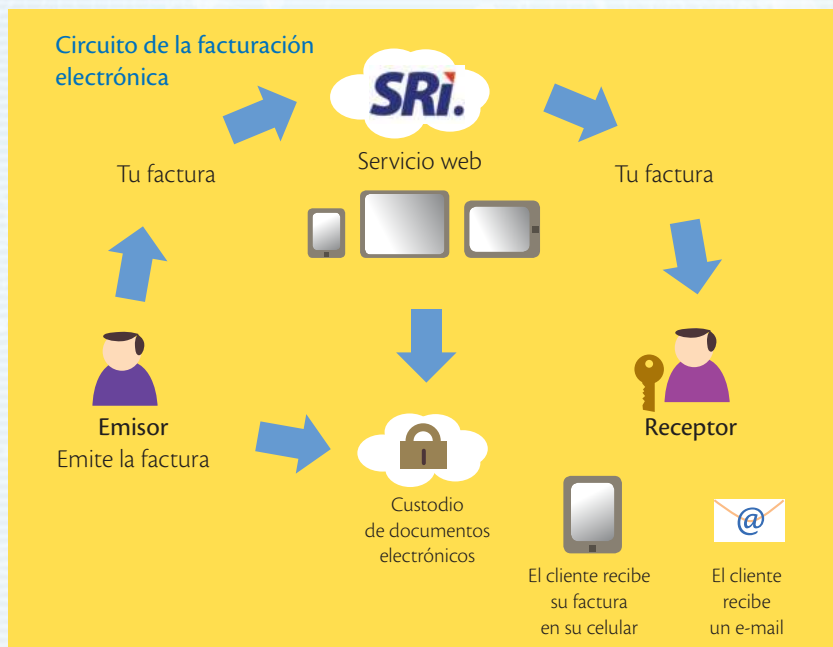 Circuito de la facturación
electrónica
SRi.
Servicio web
Tu factura
Tu factura
Emisor
Emite la factura
Receptor
Custodio
de documentos
electrónicos
@
El cliente recibe
su factura
en su celular
El cliente
recibe
un e-mail